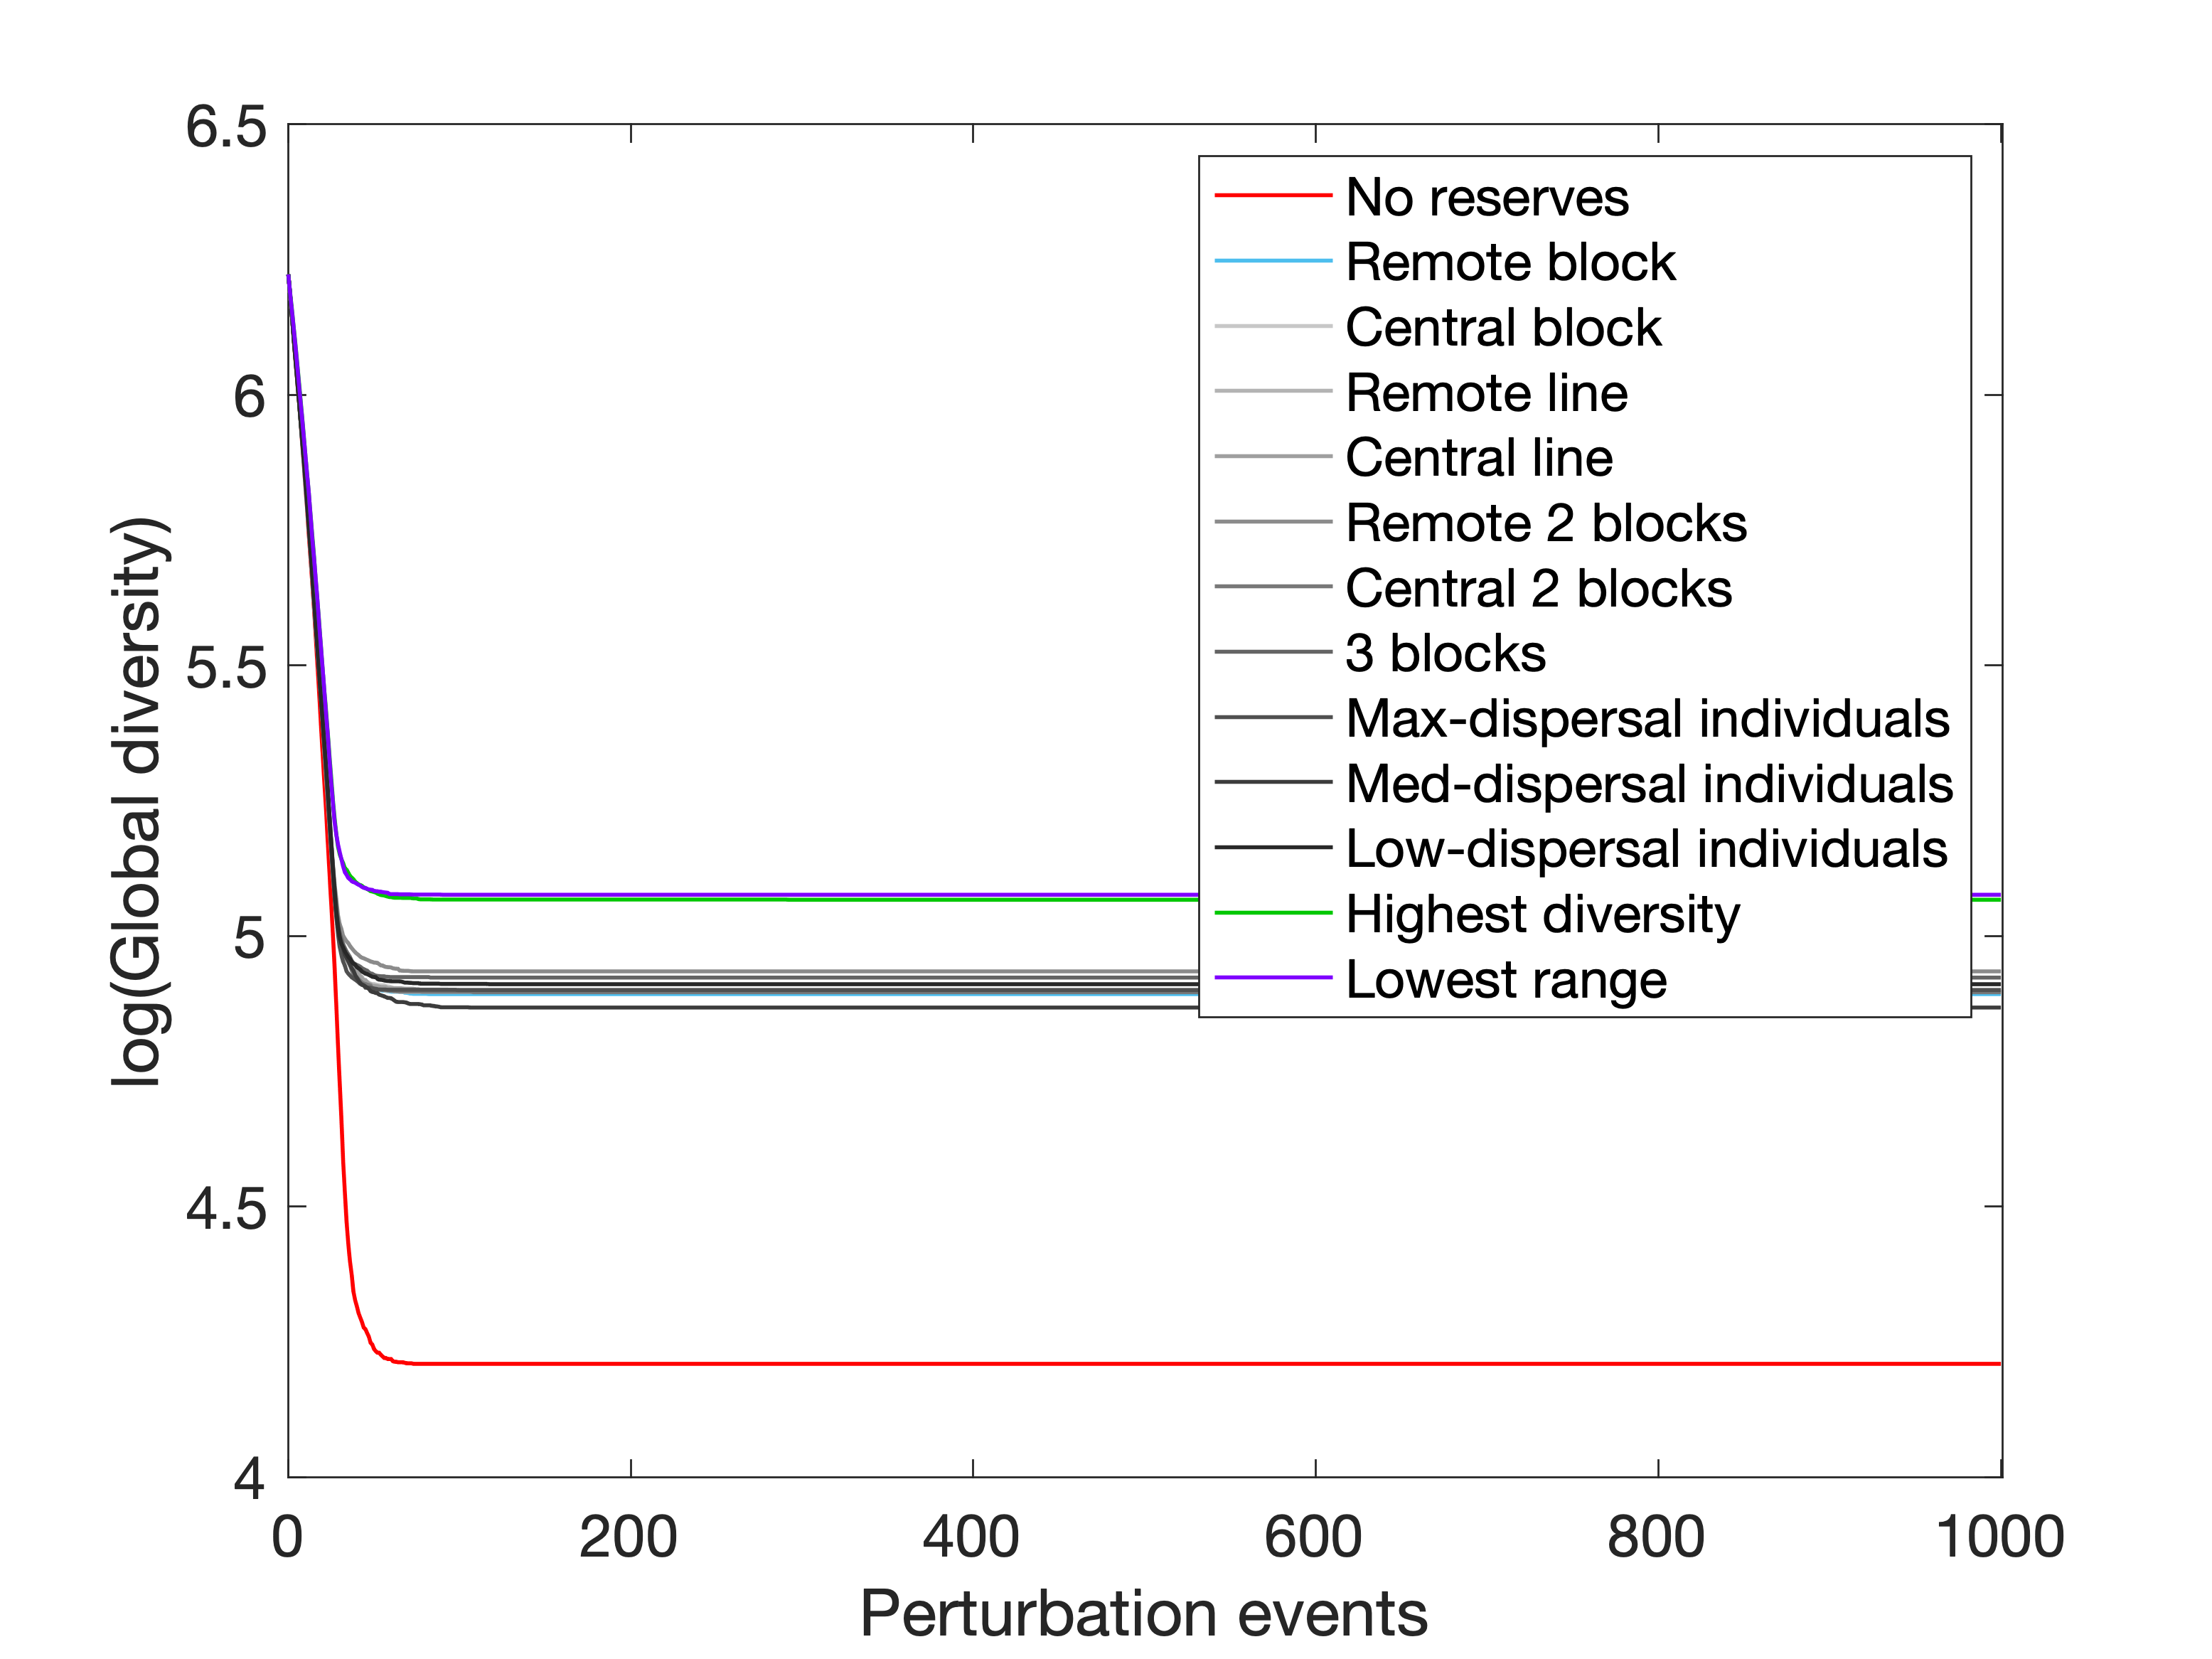 6.5
6
5.5
5
4.5
4
log(Global diversity)
No reserves
Remote block
Central block
Remote line
Central line
Remote 2 blocks
Central 2 blocks
3 blocks
Max-dispersal individuals
Med-dispersal individuals
Low-dispersal individuals
Highest diversity
Lowest range
0 200 400 600 800 1000
Perturbation events